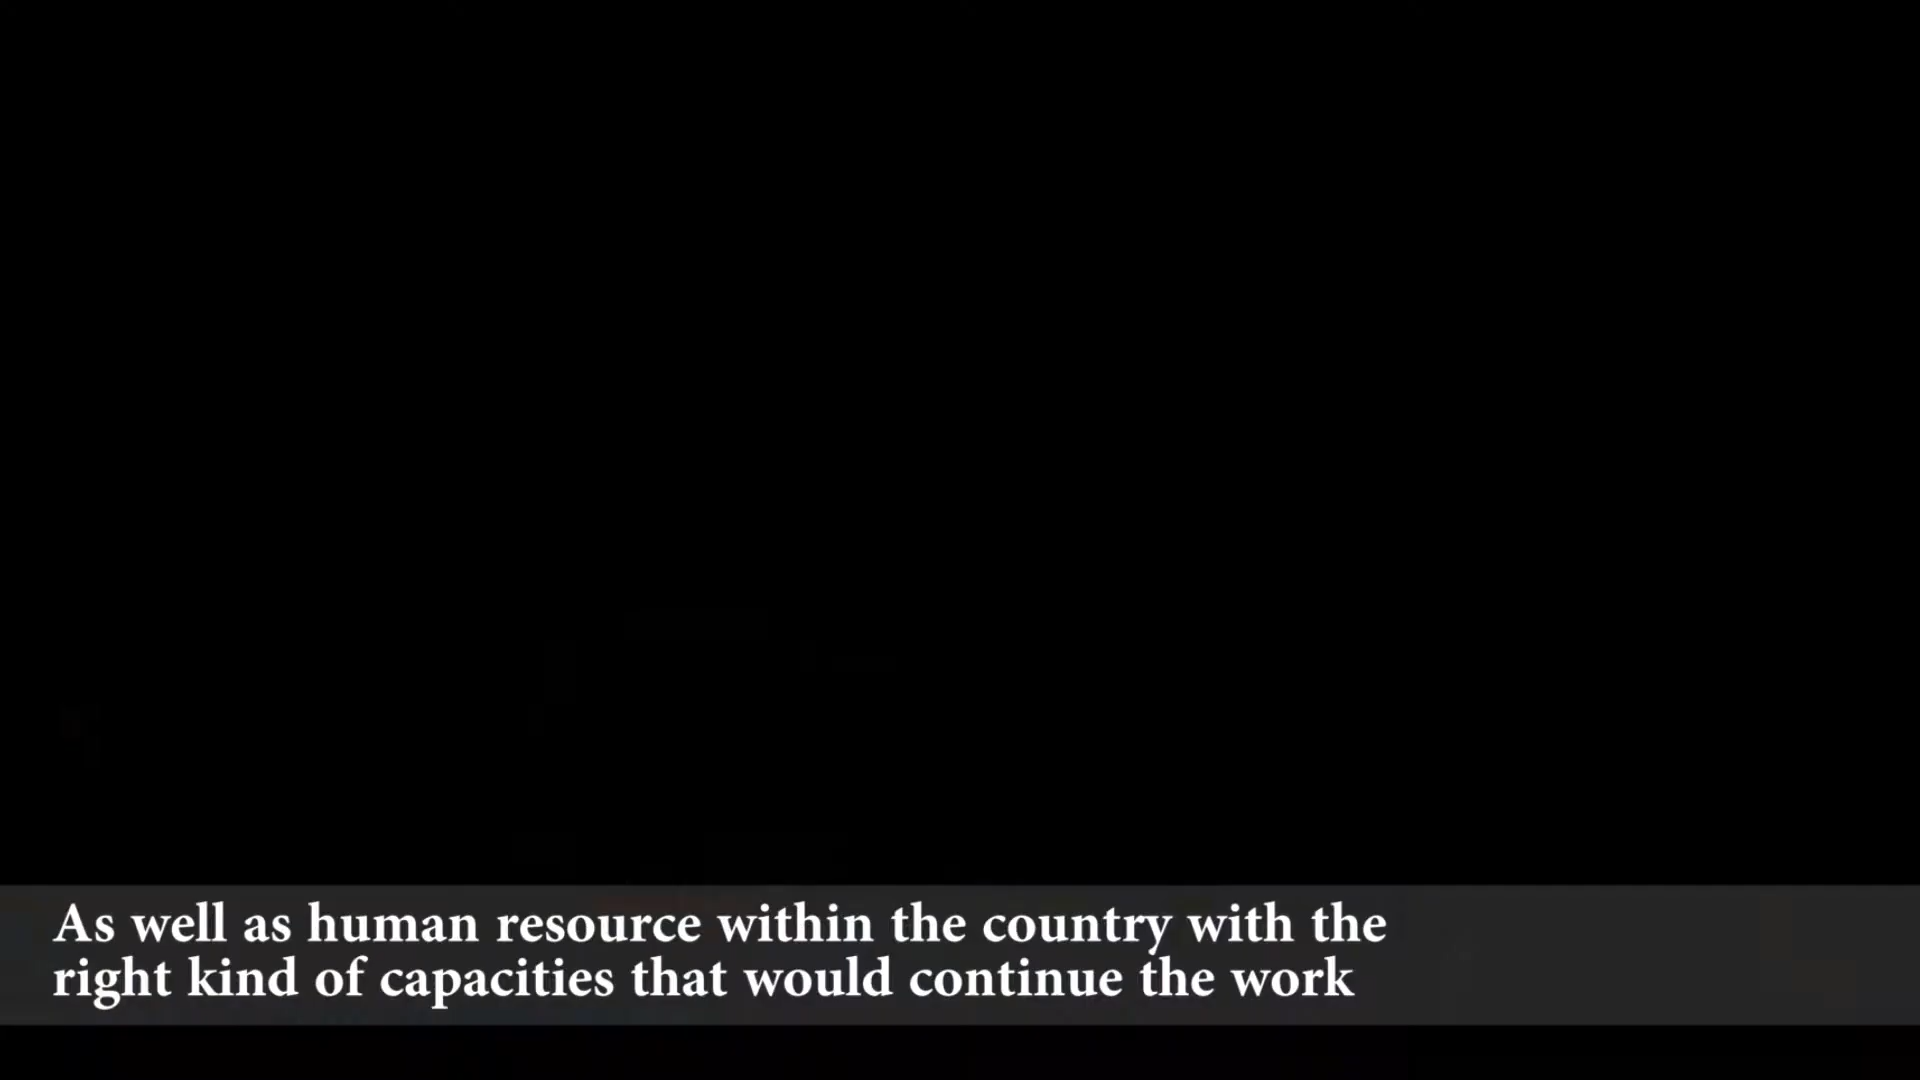 As well as human resource within the country with the
right kind of capacities that would continue the work